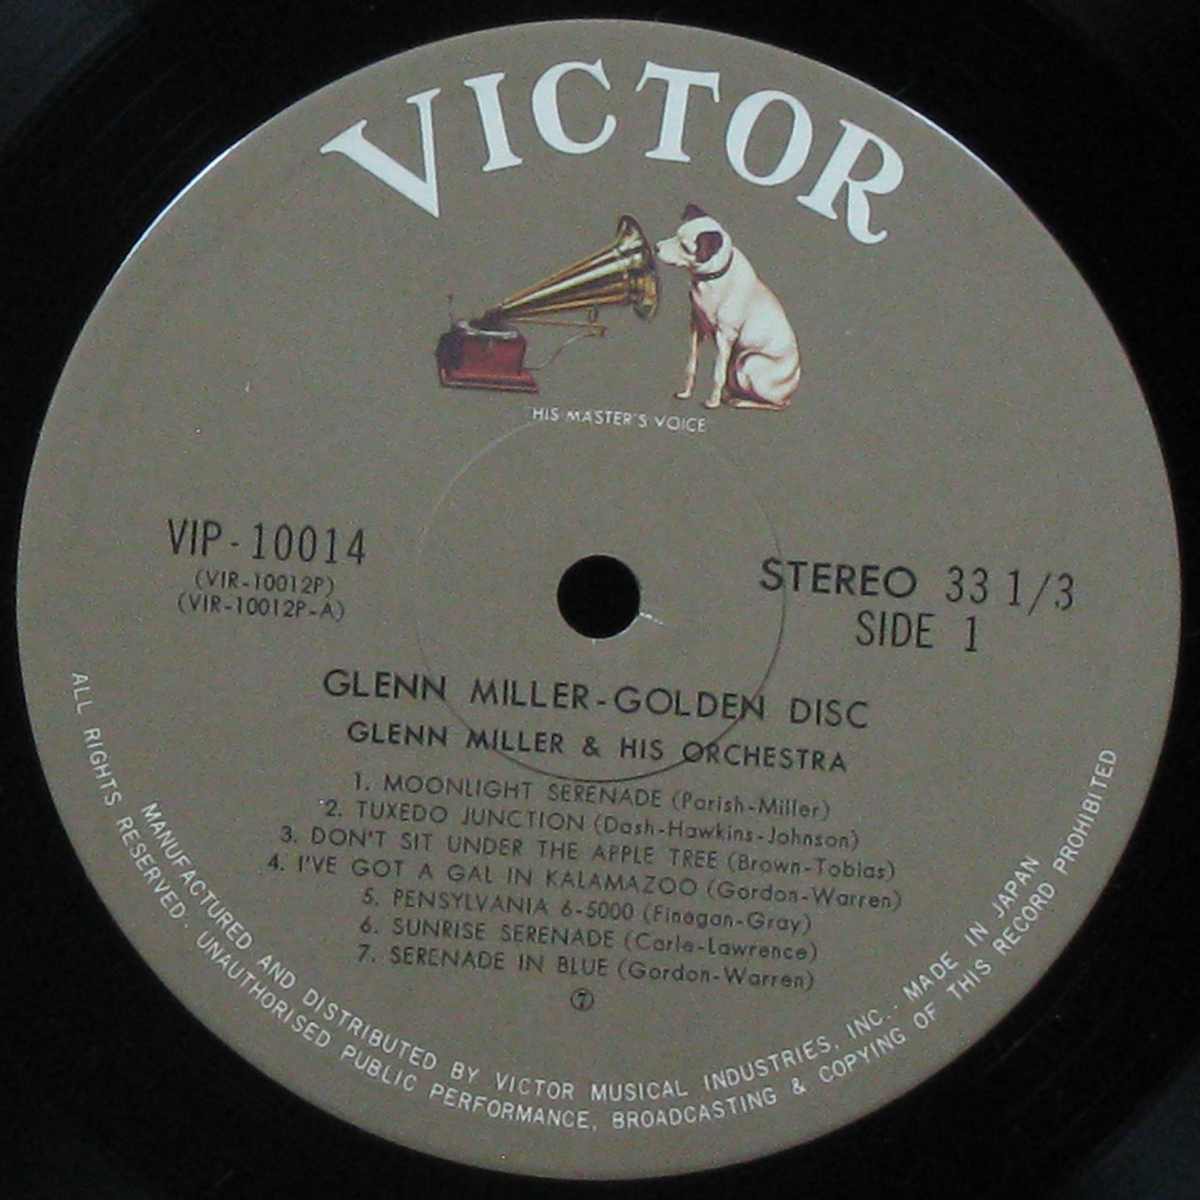 VICTOR
"HIS MASTER'S VOICE"
VIP-10014
(VIR-10012P)
(VIR-10012P-A)
STEREO 33 1/3
SIDE 1
GLENN MILLER-GOLDEN DISC
GLENN MILLER & HIS ORCHESTRA
1. MOONLIGHT SERENADE (Parish-Miller)
2. TUXEDO JUNCTION (Dash-Hawkins-Johnson)
3. DON'T SIT UNDER THE APPLE TREE (Brown-Tobias)
4. I'VE GOT A GAL IN KALAMAZOO (Gordon-Warren)
5. PENSYLVANIA 6-5000 (Finegan-Gray)
6. SUNRISE SERENADE (Carle-Lawrence)
7. SERENADE IN BLUE (Gordon-Warren)
⑦
MANUFACTURED AND DISTRIBUTED BY VICTOR MUSICAL INDUSTRIES, INC.. MADE IN JAPAN
ALL RIGHTS RESERVED. UNAUTHORISED PUBLIC PERFORMANCE, BROADCASTING & COPYING OF THIS RECORD PROHIBITED